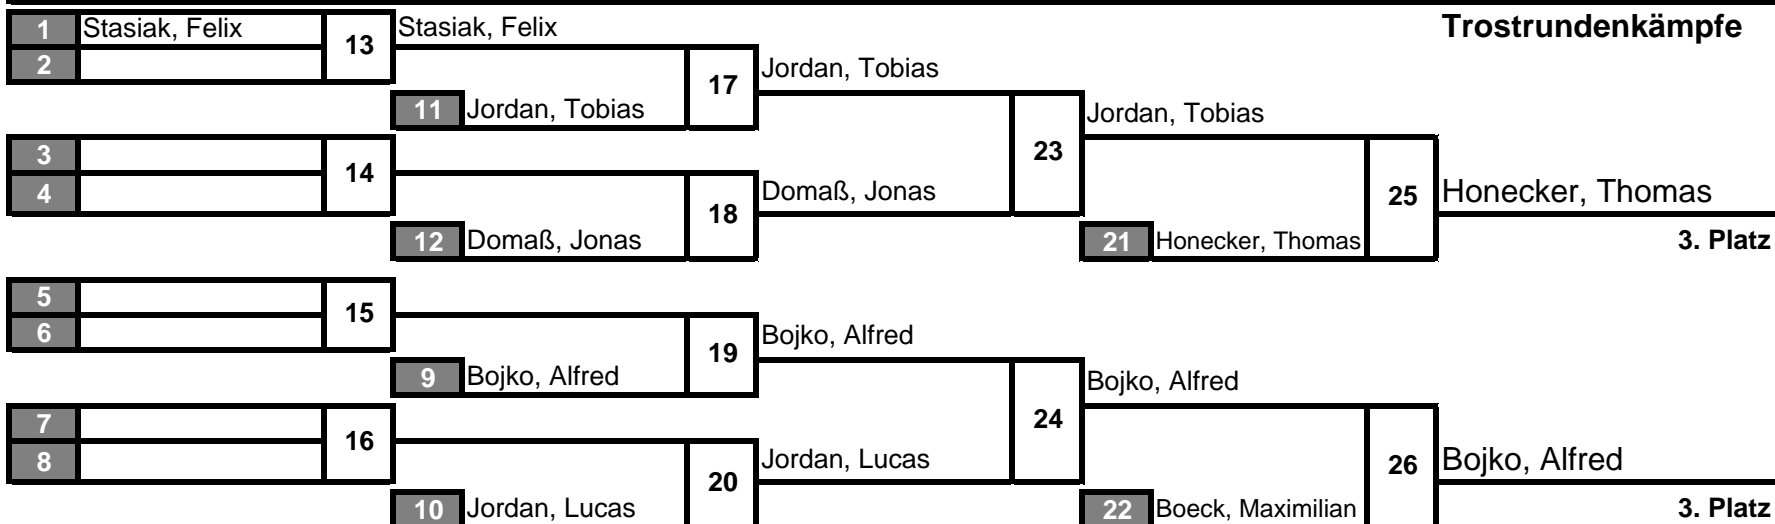 Trostrundenkämpfe
1 Stasiak, Felix 13 Stasiak, Felix
2
17 Jordan, Tobias
11 Jordan, Tobias
Jordan, Tobias
3
14
23
4
18 Domaß, Jonas
25 Honecker, Thomas
12 Domaß, Jonas
21 Honecker, Thomas
3. Platz
5
15
6
19 Bojko, Alfred
9 Bojko, Alfred
Bojko, Alfred
7
16
24
8
20 Jordan, Lucas
26 Bojko, Alfred
10 Jordan, Lucas
22 Boeck, Maximilian
3. Platz